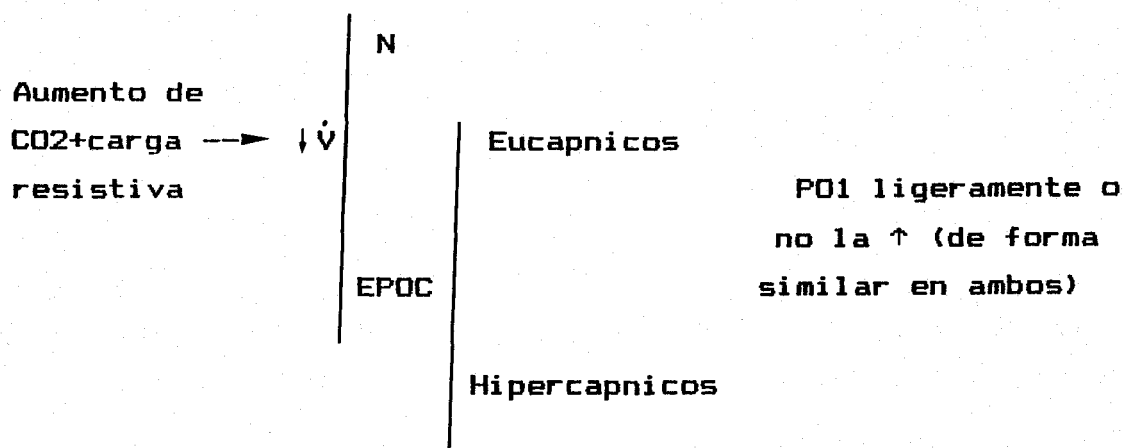 N
Aumento de
CO2+carga --→ ↓ V̇
resistiva
Eucapnicos
PO1 ligeramente o
no la ↑ (de forma
similar en ambos)
EPOC
Hipercapnicos